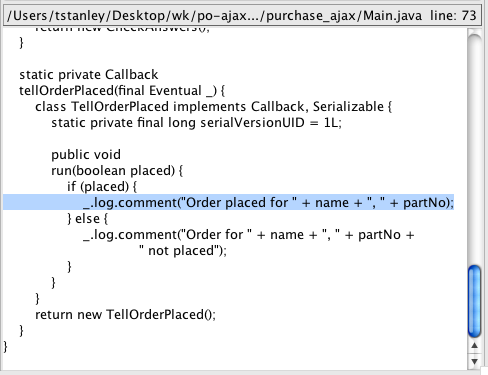 /Users/tstanley/Desktop/wk/po-ajax.../purchase_ajax/Main.java line: 73
return new CheckAnswers();
}
static private Callback
tellOrderPlaced(final Eventual _) {
class TellOrderPlaced implements Callback, Serializable {
static private final long serialVersionUID = 1L;
public void
run(boolean placed) {
if (placed) {
_.log.comment("Order placed for " + name + ", " + partNo);
} else {
_.log.comment("Order for " + name + ", " + partNo +
" not placed");
}
}
}
return new TellOrderPlaced();
}
}